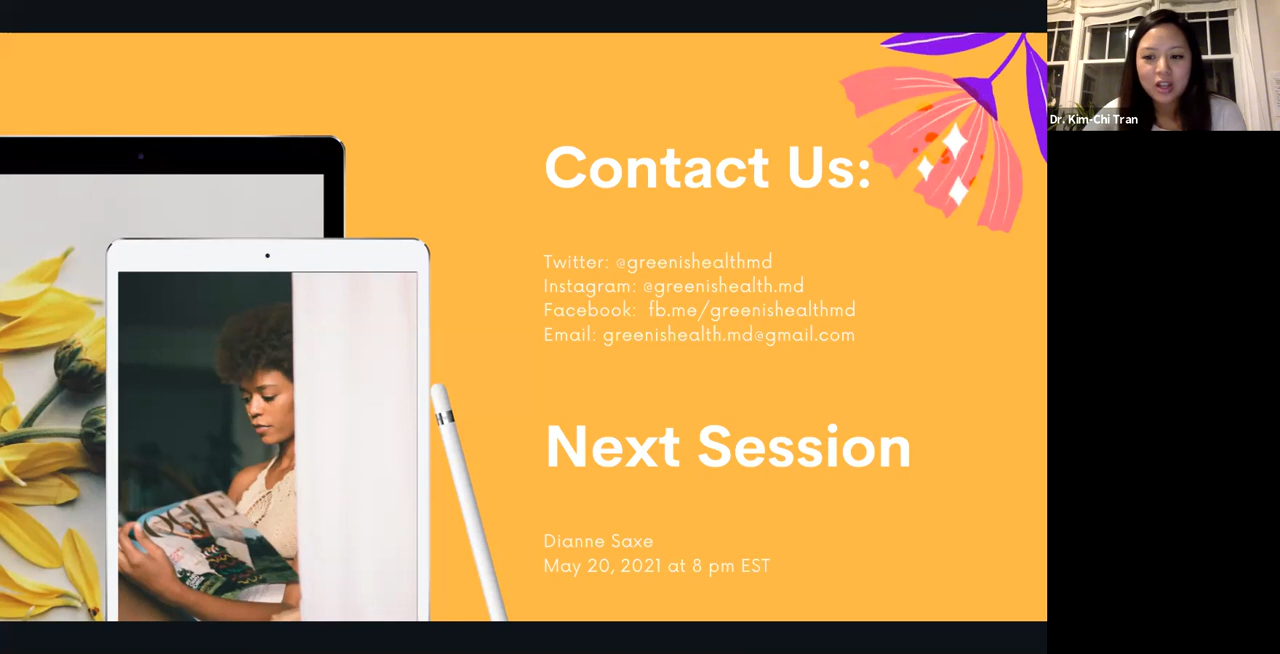 Contact Us:
Twitter: @greenishealthmd
Instagram: @greenishealth.md
Facebook: fb.me/greenishealthmd
Email: greenishealth.md@gmail.com
Next Session
Dianne Saxe
May 20, 2021 at 8 pm EST
Dr. Kim-Chi Tran